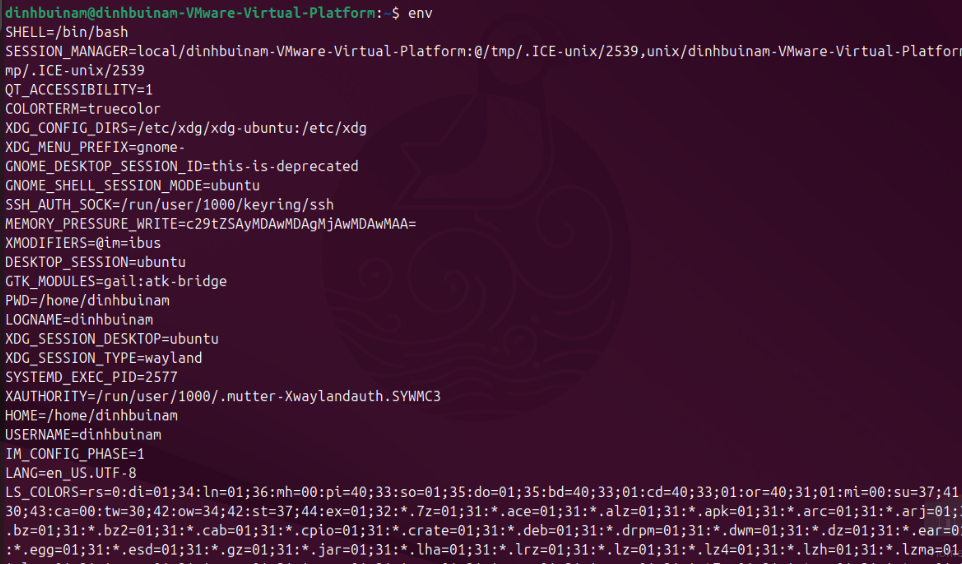 dinhbuinam@dinhbuinam-VMware-Virtual-Platform:~$ env
SHELL=/bin/bash
SESSION_MANAGER=local/dinhbuinam-VMware-Virtual-Platform:@/tmp/.ICE-unix/2539,unix/dinhbuinam-VMware-Virtual-Platfor
mp/.ICE-unix/2539
QT_ACCESSIBILITY=1
COLORTERM=truecolor
XDG_CONFIG_DIRS=/etc/xdg/xdg-ubuntu:/etc/xdg
XDG_MENU_PREFIX=gnome-
GNOME_DESKTOP_SESSION_ID=this-is-deprecated
GNOME_SHELL_SESSION_MODE=ubuntu
SSH_AUTH_SOCK=/run/user/1000/keyring/ssh
MEMORY_PRESSURE_WRITE=c29tZSAyMDAwMDAgMjAwMDAwMAA=
XMODIFIERS=@im=ibus
DESKTOP_SESSION=ubuntu
GTK_MODULES=gail:atk-bridge
PWD=/home/dinhbuinam
LOGNAME=dinhbuinam
XDG_SESSION_DESKTOP=ubuntu
XDG_SESSION_TYPE=wayland
SYSTEMD_EXEC_PID=2577
XAUTHORITY=/run/user/1000/.mutter-Xwaylandauth.SYWMC3
HOME=/home/dinhbuinam
USERNAME=dinhbuinam
IM_CONFIG_PHASE=1
LANG=en_US.UTF-8
LS_COLORS=rs=0:di=01;34:ln=01;36:mh=00:pi=40;33:so=01;35:do=01;35:bd=40;33;01:cd=40;33;01:or=40;31;01:mi=00:su=37;41
30;43:ca=00:tw=30;42:ow=34;42:st=37;44:ex=01;32:*.7z=01;31:*.ace=01;31:*.alz=01;31:*.apk=01;31:*.arc=01;31:*.arj=01;
.bz=01;31:*.bz2=01;31:*.cab=01;31:*.cpio=01;31:*.crate=01;31:*.deb=01;31:*.drpm=01;31:*.dwm=01;31:*.dz=01;31:*.ear=0
:*.egg=01;31:*.esd=01;31:*.gz=01;31:*.jar=01;31:*.lha=01;31:*.lrz=01;31:*.lz=01;31:*.lz4=01;31:*.lzh=01;31:*.lzma=01